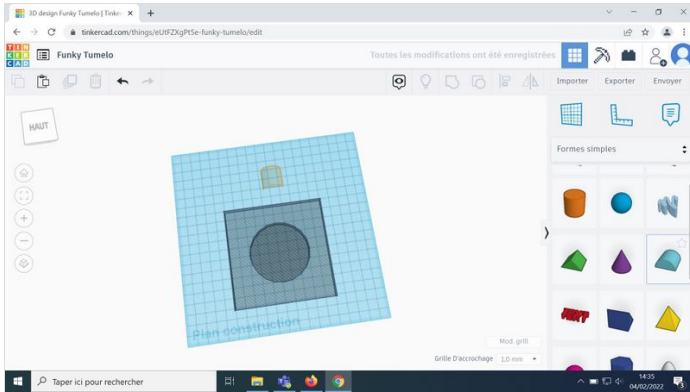 3D design Funky Tumelo | Tinker
tinkercad.com/things/eUtFZXgPtSe-funky-tumelo/edit
TIN
KER
CAD
Funky Tumelo
Toutes les modifications ont été enregistrées
Importer
Exporter
Envoyer
HAUT
Formes simples
TEXT
Plan construction
Mod. grill
Grille D'accrochage
1,0 mm
Taper ici pour rechercher
14:35
04/02/2022